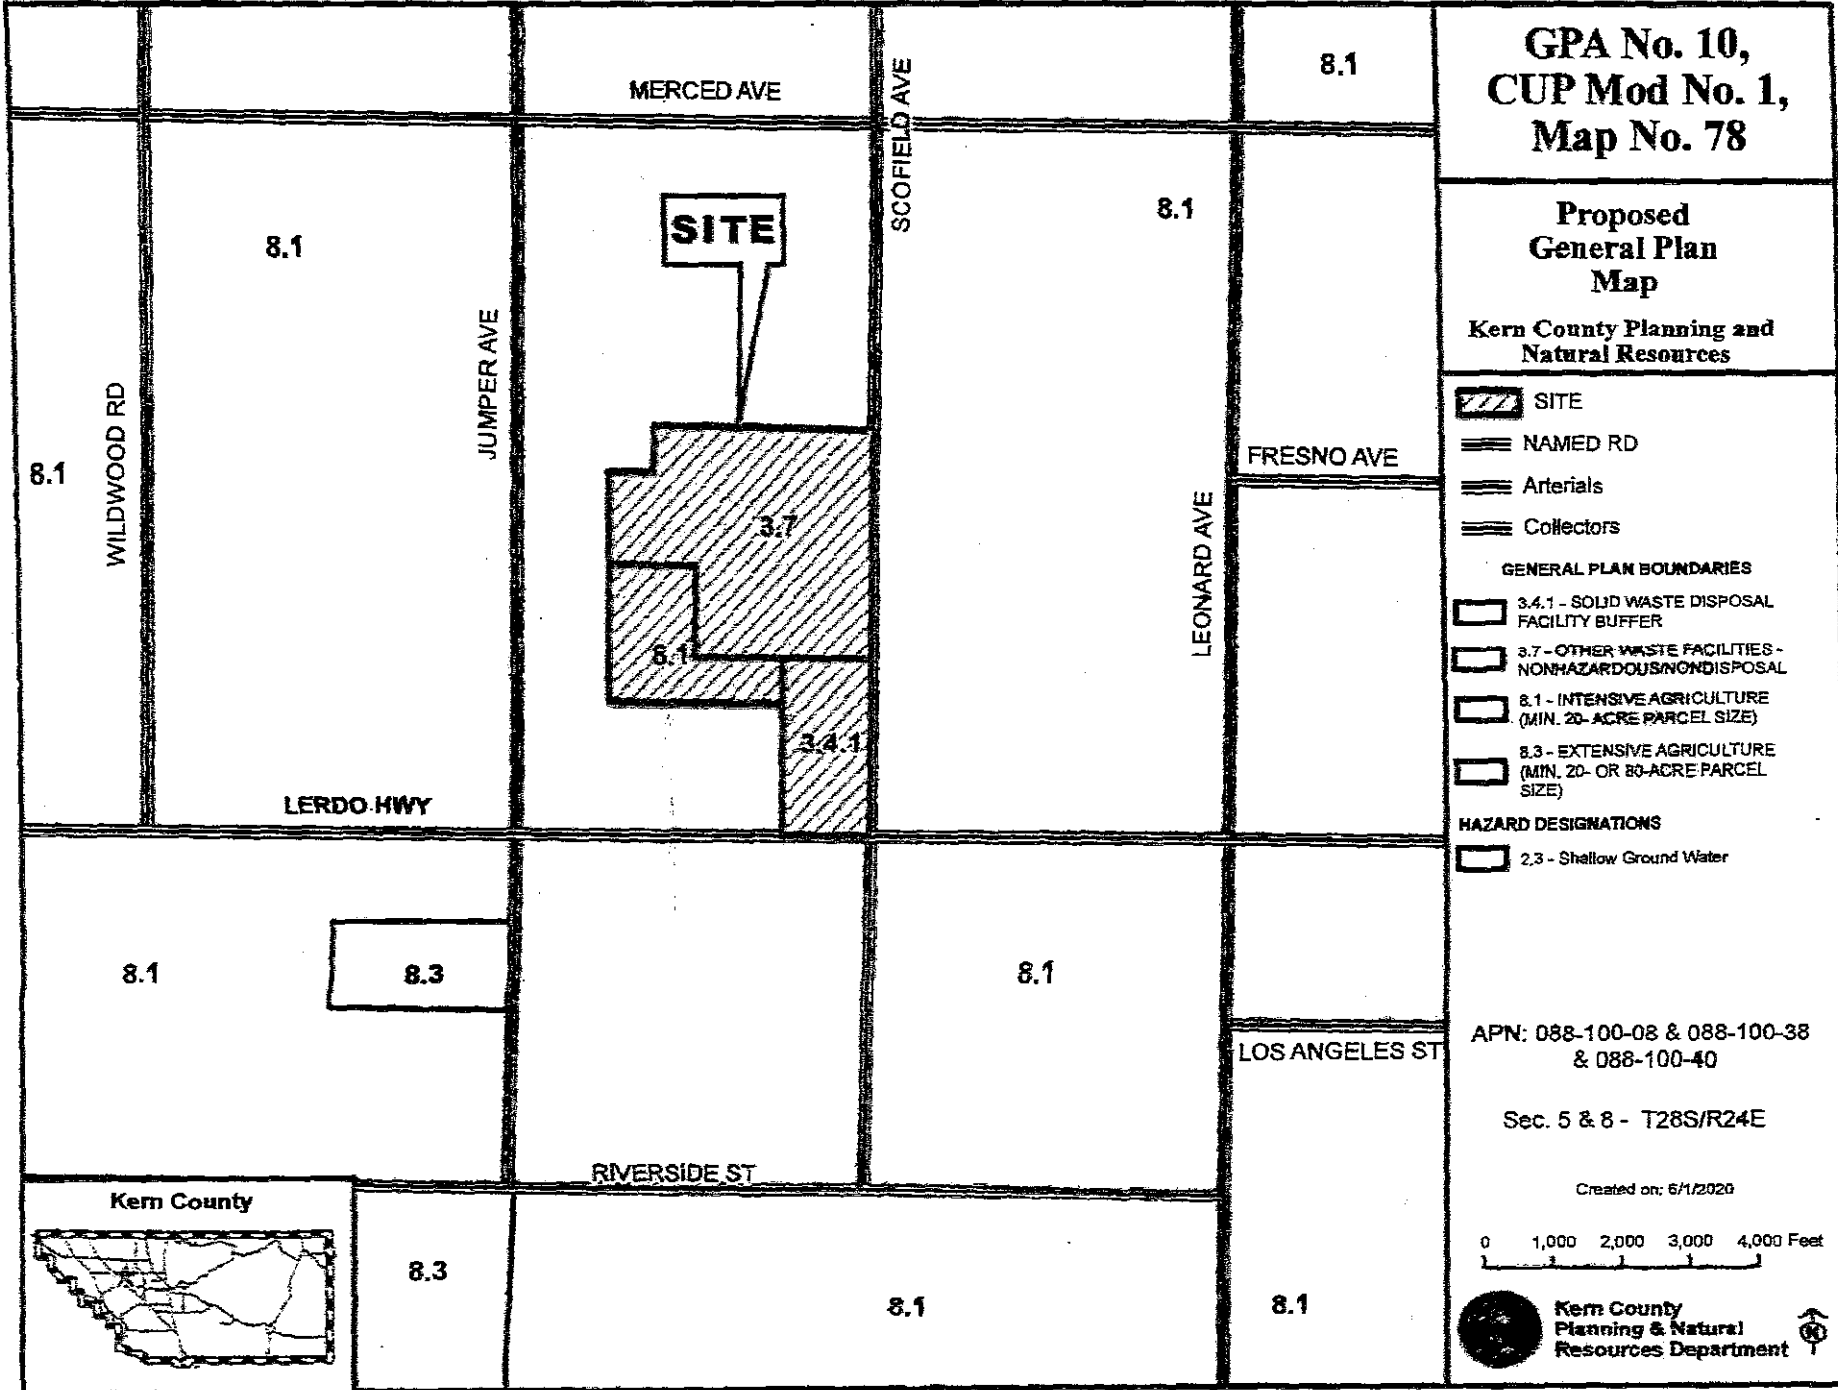 GPA No. 10,
CUP Mod No. 1,
Map No. 78
Proposed
General Plan
Map
Kern County Planning and
Natural Resources
SITE
NAMED RD
Arterials
Collectors
GENERAL PLAN BOUNDARIES
3.4.1 - SOLID WASTE DISPOSAL
FACILITY BUFFER
3.7 - OTHER WASTE FACILITIES -
NONHAZARDOUS/NONDISPOSAL
8.1 - INTENSIVE AGRICULTURE
(MIN. 20- ACRE PARCEL SIZE)
8.3 - EXTENSIVE AGRICULTURE
(MIN. 20- OR 80-ACRE PARCEL
SIZE)
HAZARD DESIGNATIONS
2.3 - Shallow Ground Water
APN: 088-100-08 & 088-100-38
& 088-100-40
Sec. 5 & 8 - T28S/R24E
Created on: 6/1/2020
0 1,000 2,000 3,000 4,000 Feet
Kern County
Planning & Natural
Resources Department
MERCED AVE
SCOFIELD AVE
8.1
8.1
8.1
SITE
JUMPER AVE
WILDWOOD RD
8.1
FRESNO AVE
LEONARD AVE
3.7
8.1
3.4.1
LERDO HWY
8.1
8.3
8.1
LOS ANGELES ST
RIVERSIDE ST
Kern County
8.3
8.1
8.1